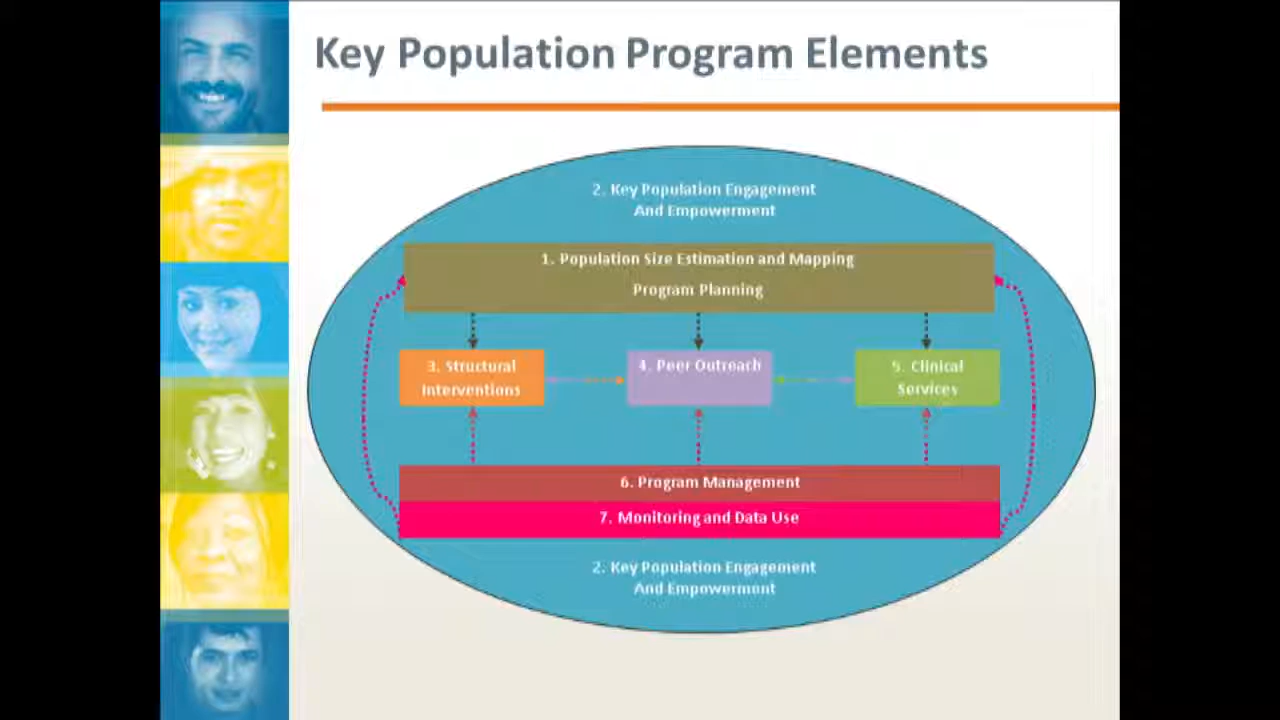 Key Population Program Elements
2. Key Population Engagement
And Empowerment
1. Population Size Estimation and Mapping
Program Planning
3. Structural
Interventions
4. Peer Outreach
5. Clinical
Services
6. Program Management
7. Monitoring and Data Use
2. Key Population Engagement
And Empowerment